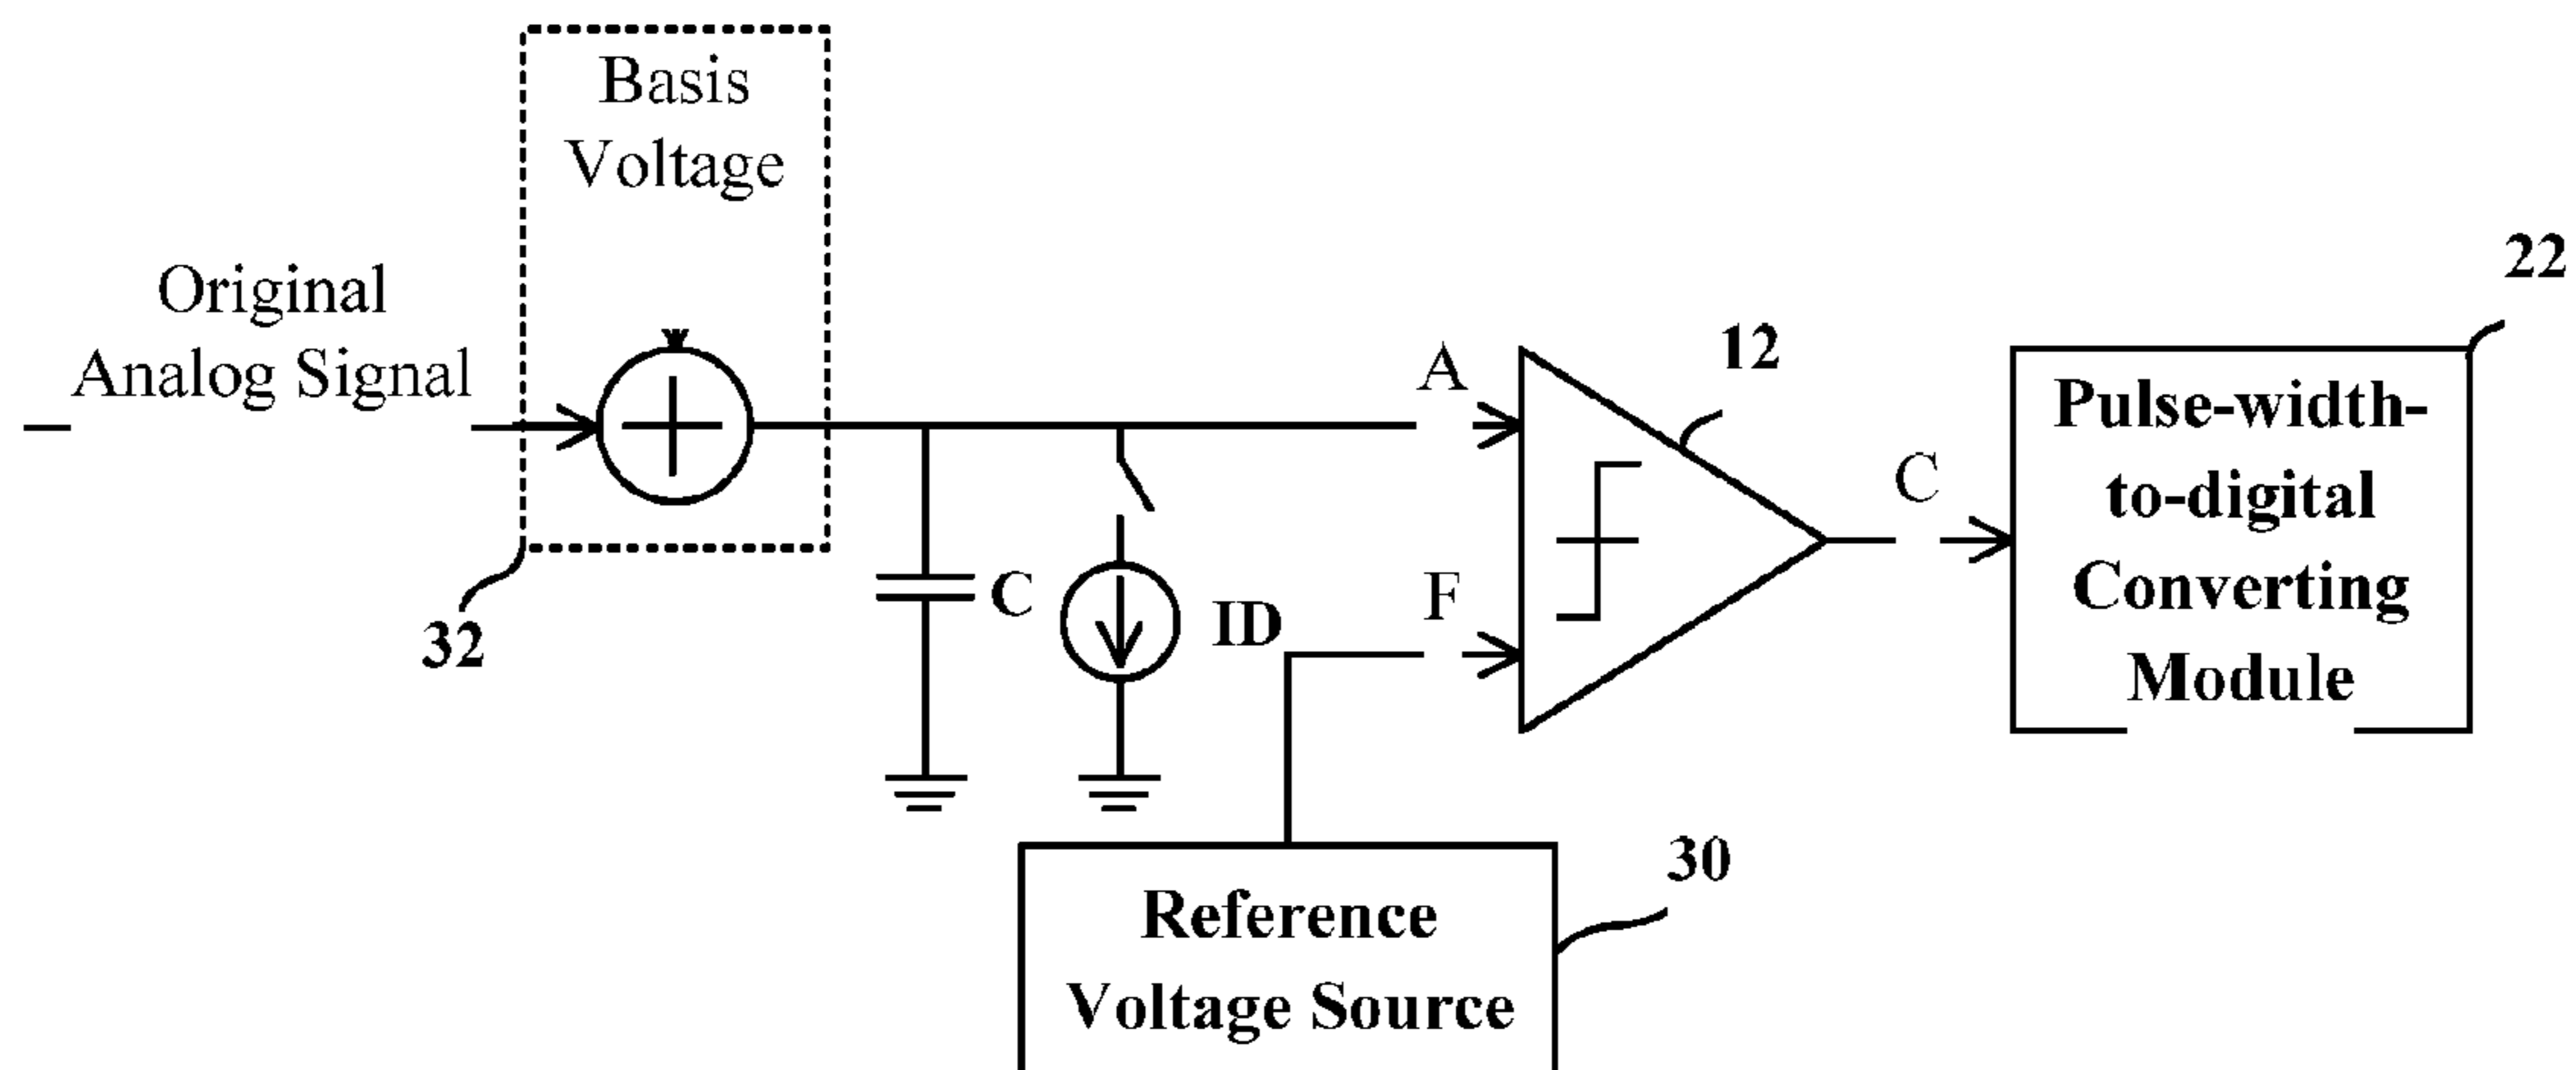 Basis
Voltage
Original
Analog Signal
32
C
ID
A
F
12
C
22
Pulse-width-
to-digital
Converting
Module
30
Reference
Voltage Source